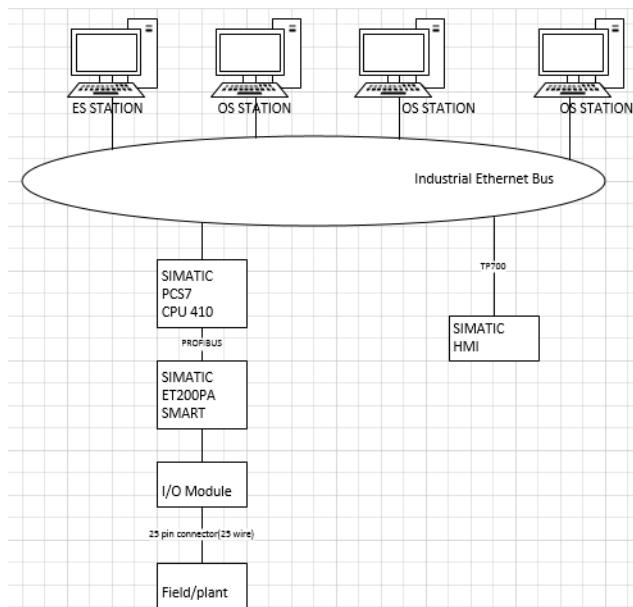 ES STATION
OS STATION
OS STATION
OS STATION
Industrial Ethernet Bus
SIMATIC
PCS7
CPU 410
TP700
SIMATIC
HMI
PROFIBUS
SIMATIC
ET200PA
SMART
I/O Module
25 pin connector(25 wire)
Field/plant